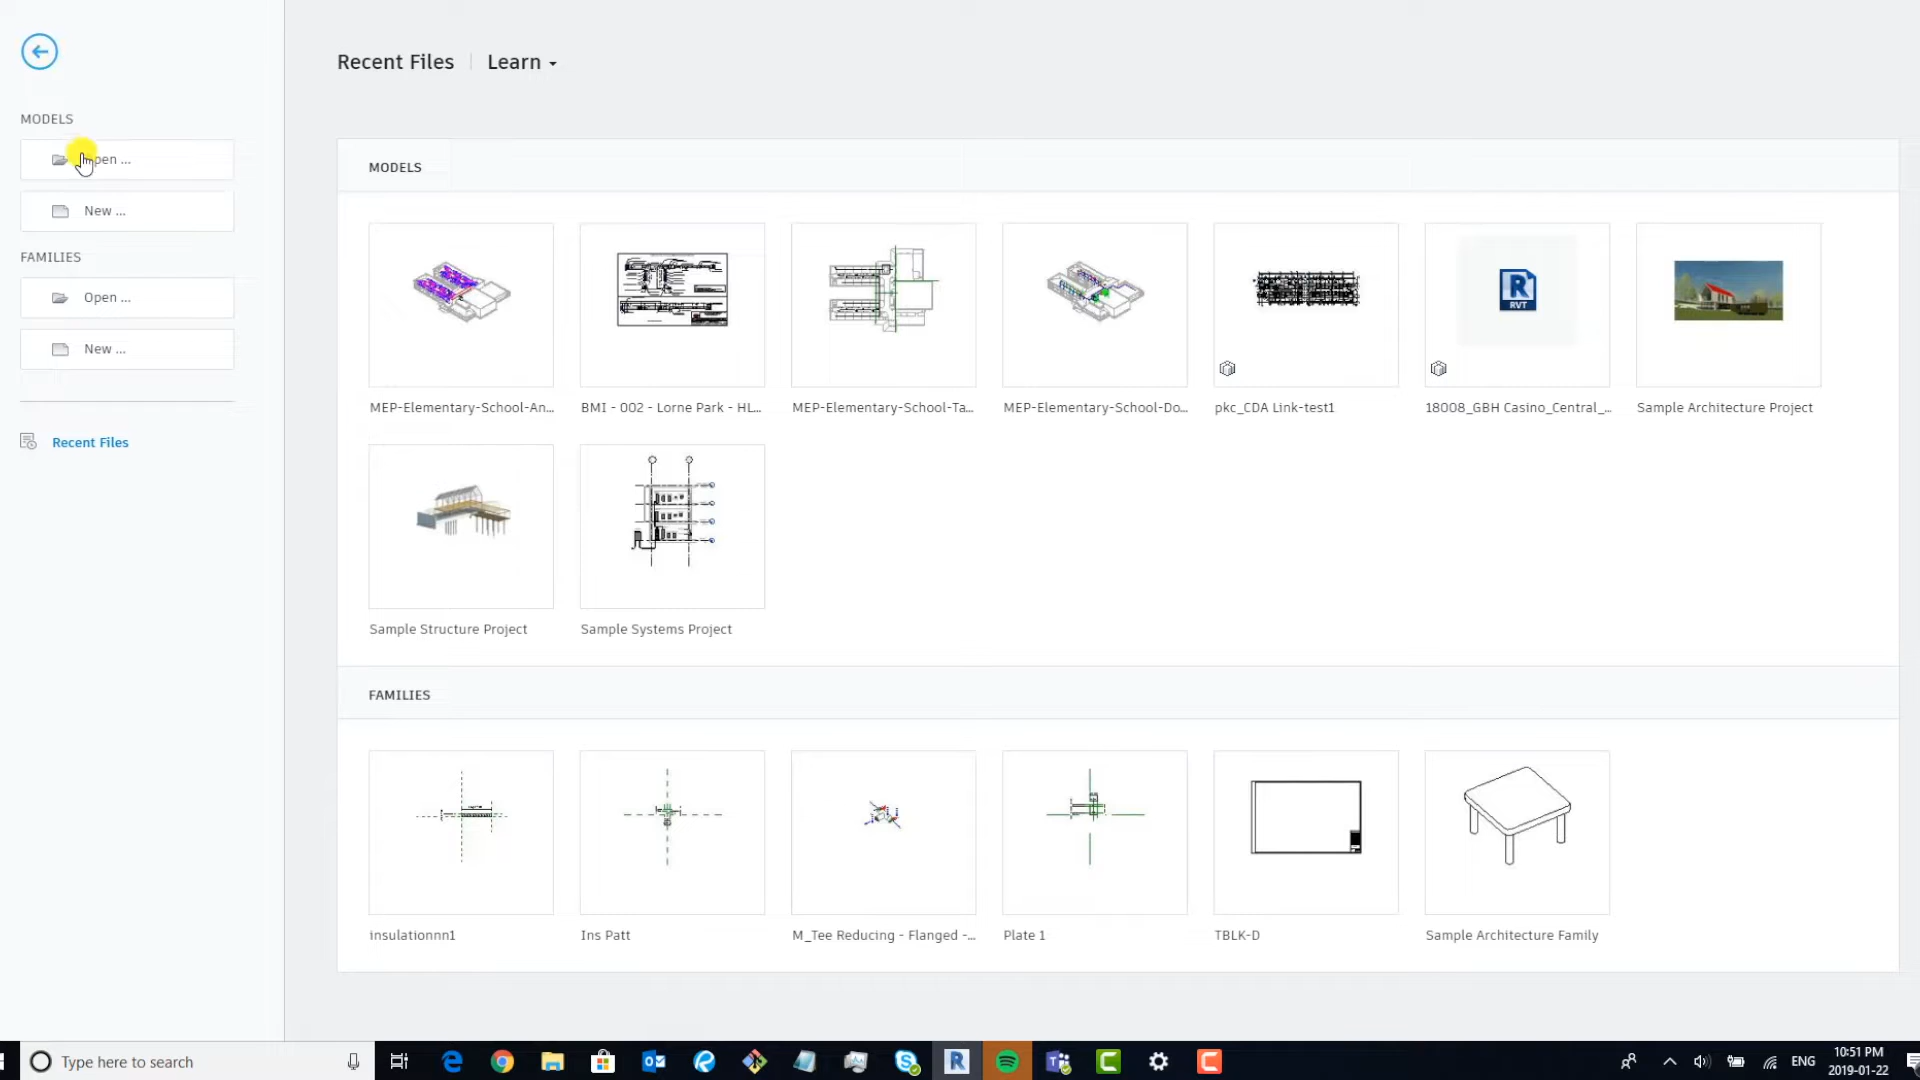 Recent Files
Learn
MODELS
Open ...
New ...
FAMILIES
Open ...
New ...
Recent Files
MODELS
MEP-Elementary-School-An...
BMI - 002 - Lorne Park - HL...
MEP-Elementary-School-Ta...
MEP-Elementary-School-Do...
pkc_CDA Link-test1
RVT
18008_GBH Casino_Central_...
Sample Architecture Project
Sample Structure Project
Sample Systems Project
FAMILIES
insulationnn1
Ins Patt
M_Tee Reducing - Flanged -...
Plate 1
TBLK-D
Sample Architecture Family
Type here to search
ENG
10:51 PM
2019-01-22